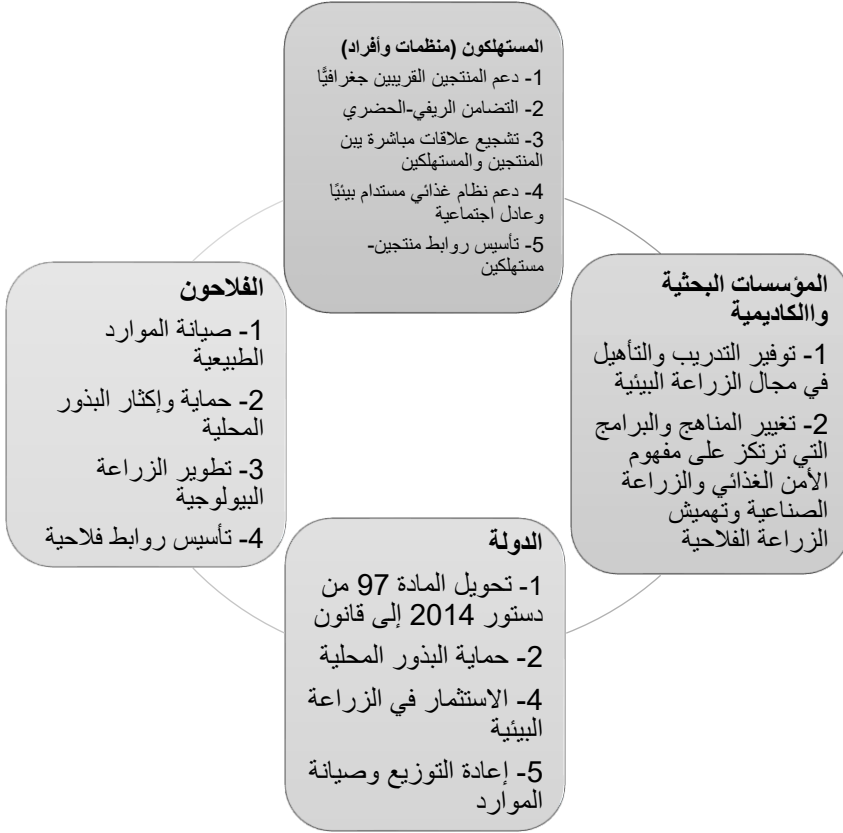 المستهلكون (منظمات وأفراد)
1- دعم المنتجين القريبين جغرافيًّا
2- التضامن الريفي-الحضري
3- تشجيع علاقات مباشرة يبن
المنتجين والمستهلكين
4- دعم نظام غذائي مستدام بيئيًا
وعادل اجتماعية
5- تأسيس روابط منتجين-
مستهلكين
المؤسسات البحثية
واالكاديمية
1- توفير التدريب والتأهيل
في مجال الزراعة البيئية
2- تغيير المناهج والبرامج
التي ترتكز على مفهوم
الأمن الغذائي والزراعة
الصناعية وتهميش
الزراعة الفلاحية
الدولة
1- تحويل المادة 97 من
دستور 2014 إلى قانون
2- حماية البذور المحلية
4- الاستثمار في الزراعة
البيئية
5- إعادة التوزيع وصيانة
الموارد
الفلاحون
1- صيانة الموارد
الطبيعية
2- حماية وإكثار البذور
المحلية
3- تطوير الزراعة
البيولوجية
4- تأسيس روابط فلاحية